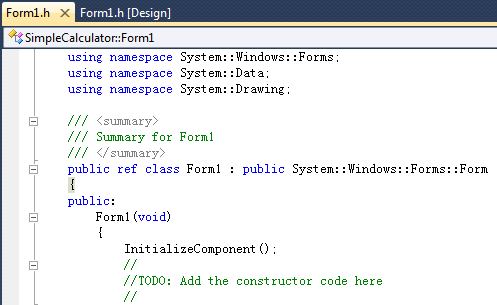 Form1.h Form1.h [Design]
SimpleCalculator::Form1
using namespace System::Windows::Forms;
using namespace System::Data;
using namespace System::Drawing;
/// <summary>
/// Summary for Form1
/// </summary>
public ref class Form1 : public System::Windows::Forms::Form
{
public:
Form1(void)
{
InitializeComponent();
//
//TODO: Add the constructor code here
//